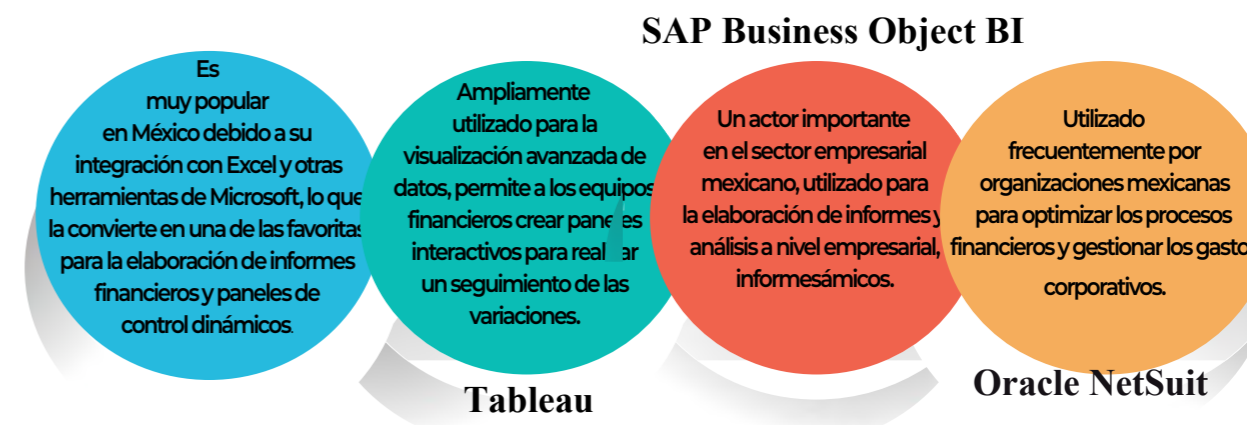 SAP Business Object BI
Es
muy popular
en México debido a su
integración con Excel y otras
herramientas de Microsoft, lo que
la convierte en una de las favoritas
para la elaboración de informes
financieros y paneles de
control dinámicos.
Ampliamente
utilizado para la
visualización avanzada de
datos, permite a los equipos
financieros crear paneles
interactivos para realizar
un seguimiento de las
variaciones.
Tableau
Un actor importante
en el sector empresarial
mexicano, utilizado para
la elaboración de informes y
análisis a nivel empresarial,
informesámicos.
Utilizado
frecuentemente por
organizaciones mexicanas
para optimizar los procesos
financieros y gestionar los gasto
corporativos.
Oracle NetSuit